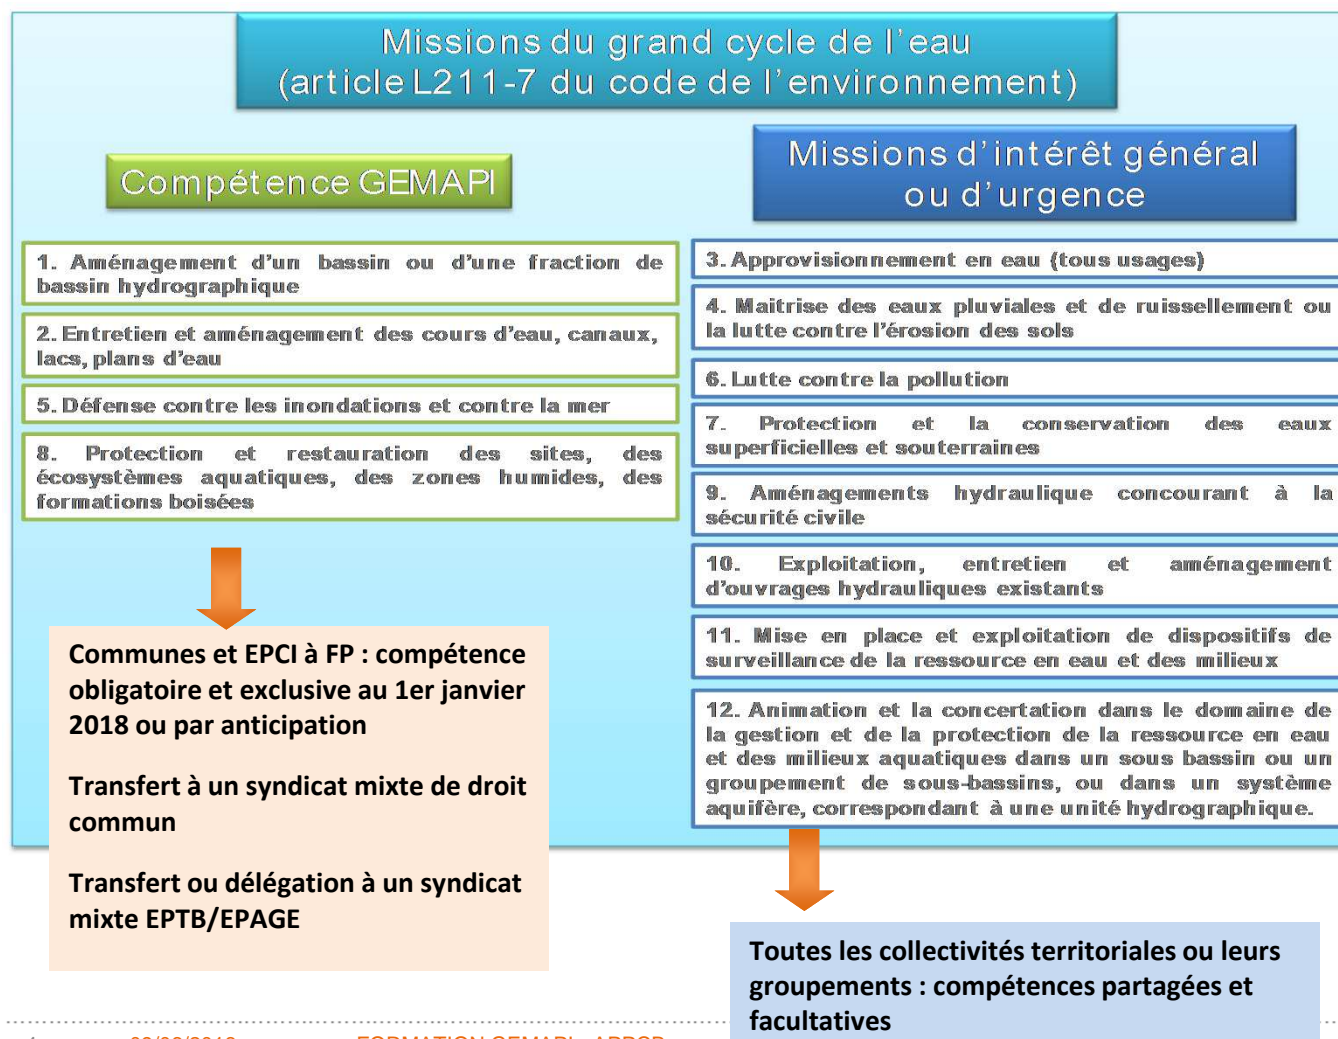 Missions du grand cycle de l'eau
(article L211-7 du code de l'environnement)
Compétence GEMAPI
1. Aménagement d'un bassin ou d'une fraction de
bassin hydrographique
2. Entretien et aménagement des cours d'eau, canaux,
lacs, plans d'eau
5. Défense contre les inondations et contre la mer
8. Protection et restauration des sites, des
écosystèmes aquatiques, des zones humides, des
formations boisées
Communes et EPCI à FP : compétence
obligatoire et exclusive au 1er janvier
2018 ou par anticipation
Transfert à un syndicat mixte de droit
commun
Transfert ou délégation à un syndicat
mixte EPTB/EPAGE
Missions d'intérêt général
ou d'urgence
3. Approvisionnement en eau (tous usages)
4. Maitrise des eaux pluviales et de ruissellement ou
la lutte contre l'érosion des sols
6. Lutte contre la pollution
7. Protection et la conservation des eaux
superficielles et souterraines
9. Aménagements hydraulique concourant à la
sécurité civile
10. Exploitation, entretien et aménagement
d'ouvrages hydrauliques existants
11. Mise en place et exploitation de dispositifs de
surveillance de la ressource en eau et des milieux
12. Animation et la concertation dans le domaine de
la gestion et de la protection de la ressource en eau
et des milieux aquatiques dans un sous bassin ou un
groupement de sous-bassins, ou dans un système
aquifère, correspondant à une unité hydrographique.
Toutes les collectivités territoriales ou leurs
groupements : compétences partagées et
facultatives
FORMATION GEMAPI